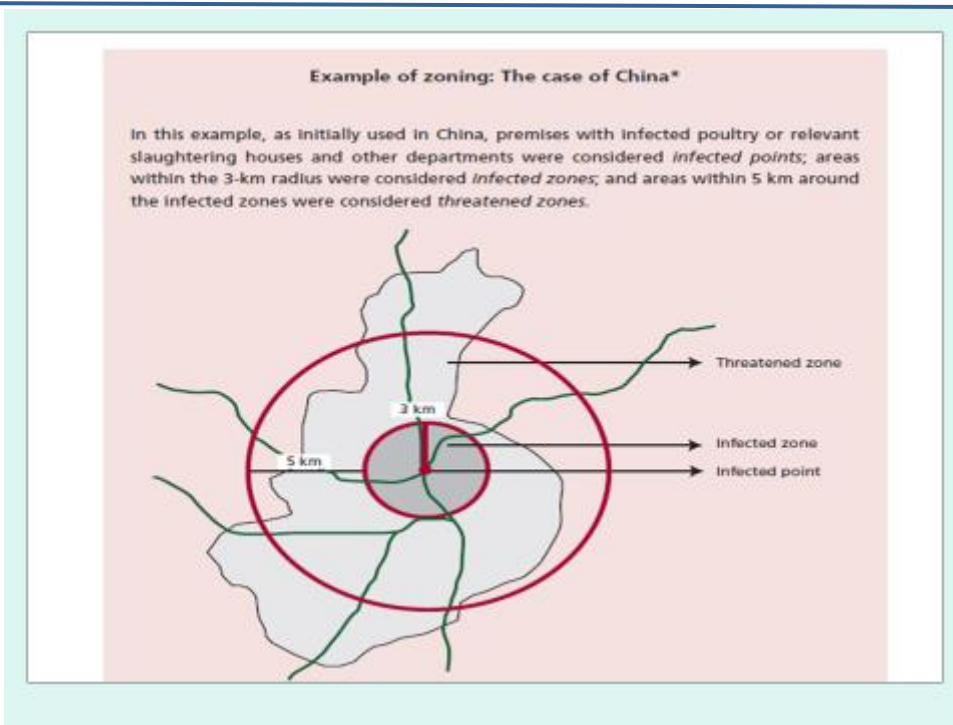 Example of zoning: The case of China*
In this example, as initially used in China, premises with infected poultry or relevant
slaughtering houses and other departments were considered infected points; areas
within the 3-km radius were considered infected zones; and areas within 5 km around
the infected zones were considered threatened zones.
Threatened zone
3 km
Infected zone
5 km
Infected point